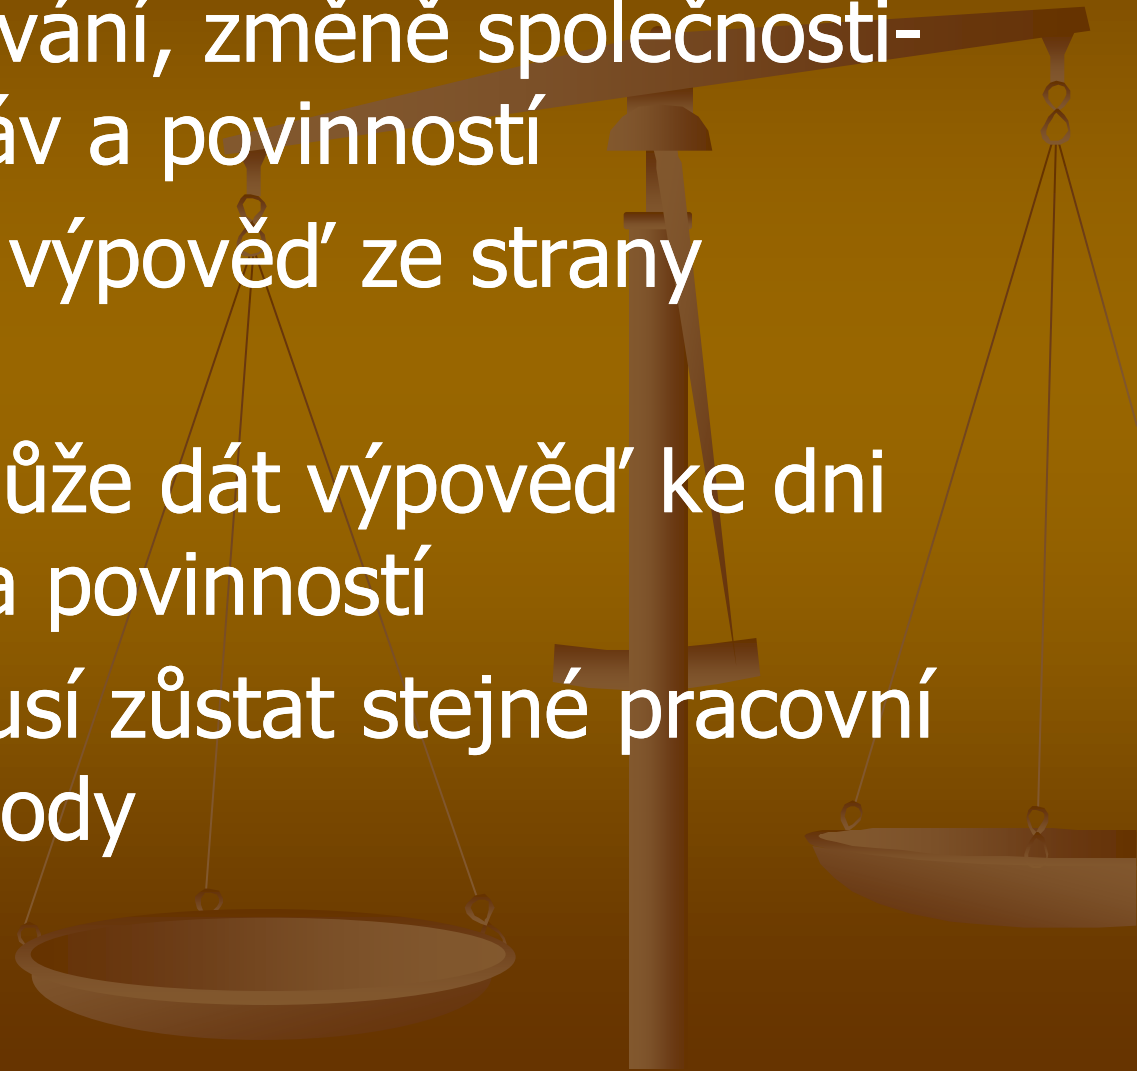 vání, změně společnosti-
áv a povinností
výpověď ze strany
ůže dát výpověď ke dni
a povinností
usí zůstat stejné pracovní
ody